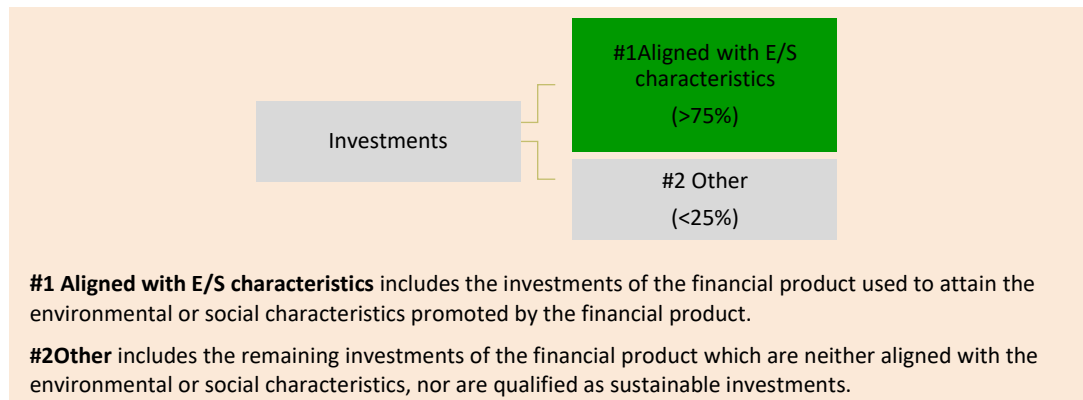 #1Aligned with E/S
characteristics
(>75%)
Investments
#2 Other
(<25%)
#1 Aligned with E/S characteristics includes the investments of the financial product used to attain the
environmental or social characteristics promoted by the financial product.
#2Other includes the remaining investments of the financial product which are neither aligned with the
environmental or social characteristics, nor are qualified as sustainable investments.